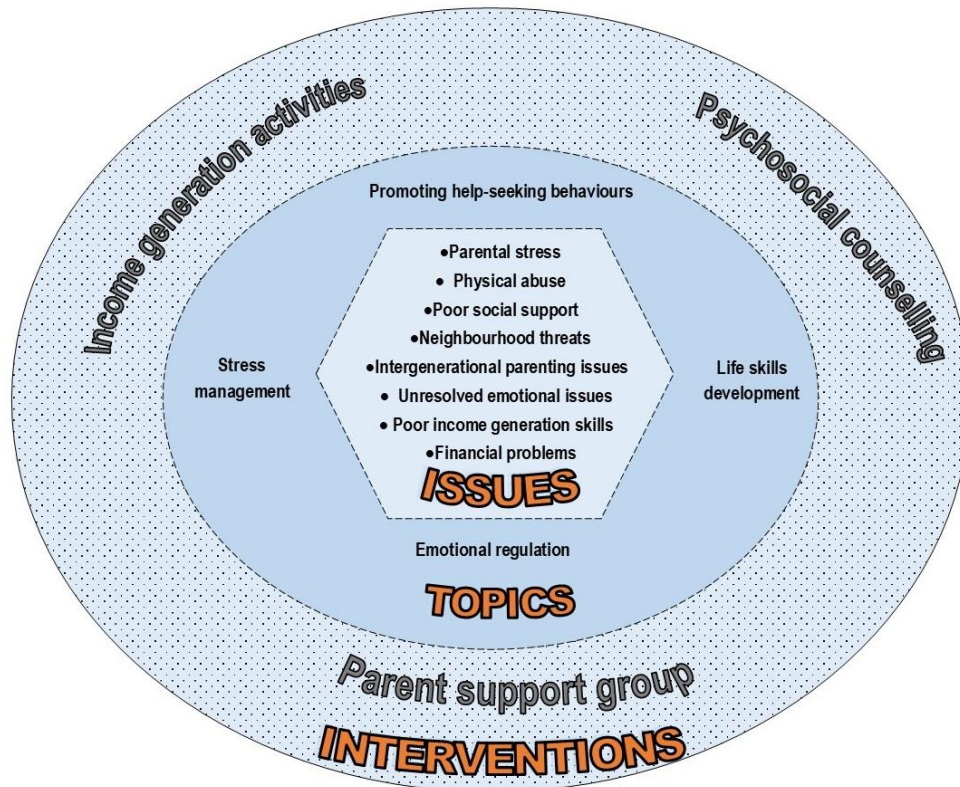 Income generation activities
Psychosocial counselling
Promoting help-seeking behaviours
●Parental stress
● Physical abuse
●Poor social support
●Neighbourhood threats
●Intergenerational parenting issues
● Unresolved emotional issues
● Poor income generation skills
●Financial problems
ISSUES
Stress
management
Life skills
development
Emotional regulation
TOPICS
Parent support group
INTERVENTIONS